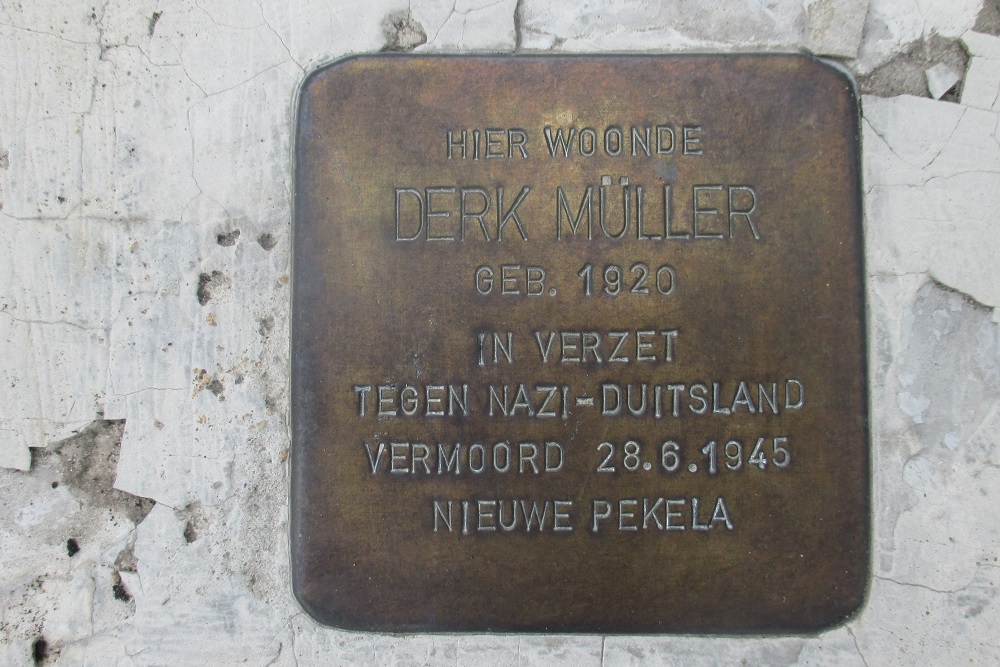 HIER WOONDE
DERK MÜLLER
GEB. 1920
IN VERZET
TEGEN NAZI-DUITSLAND
VERMOORD 28.6.1945
NIEUWE PEKELA